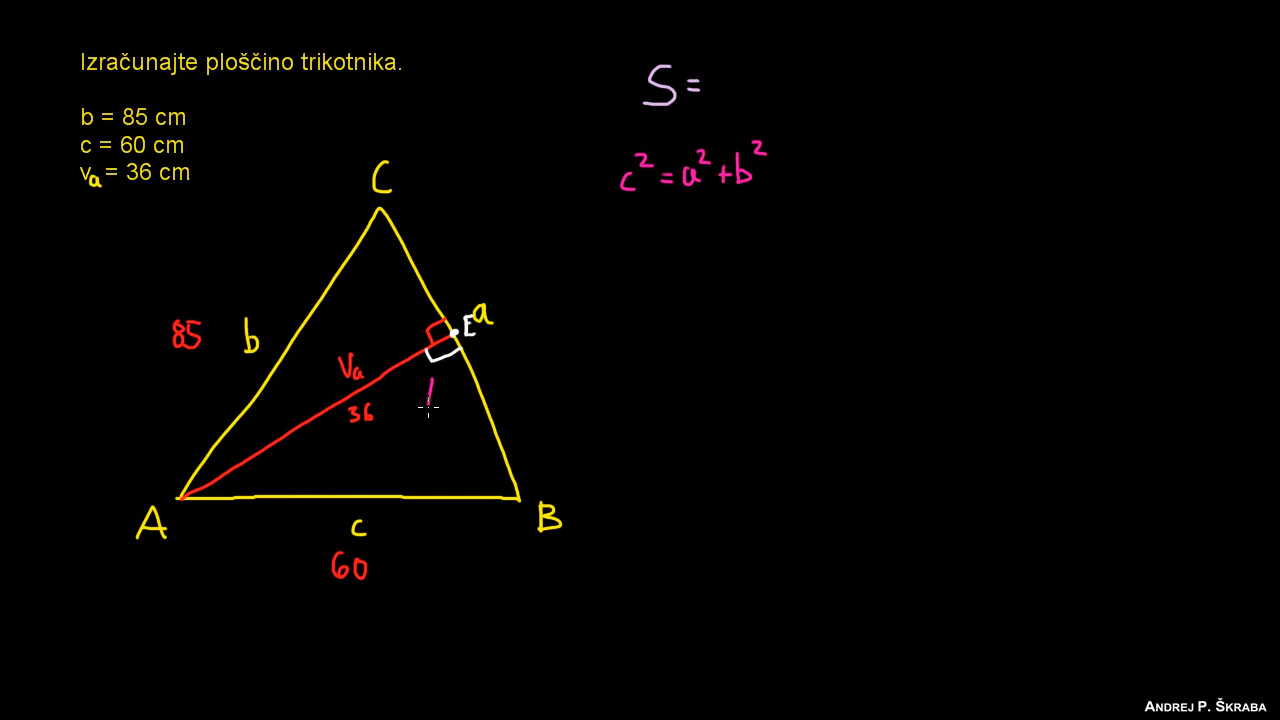 Izračunajte ploščino trikotnika.
b = 85 cm
c = 60 cm
va = 36 cm
S =
c² = a² + b²
C
a
E
85
b
va
36
A
c
B
60
ANDREJ P. ŠKRABA